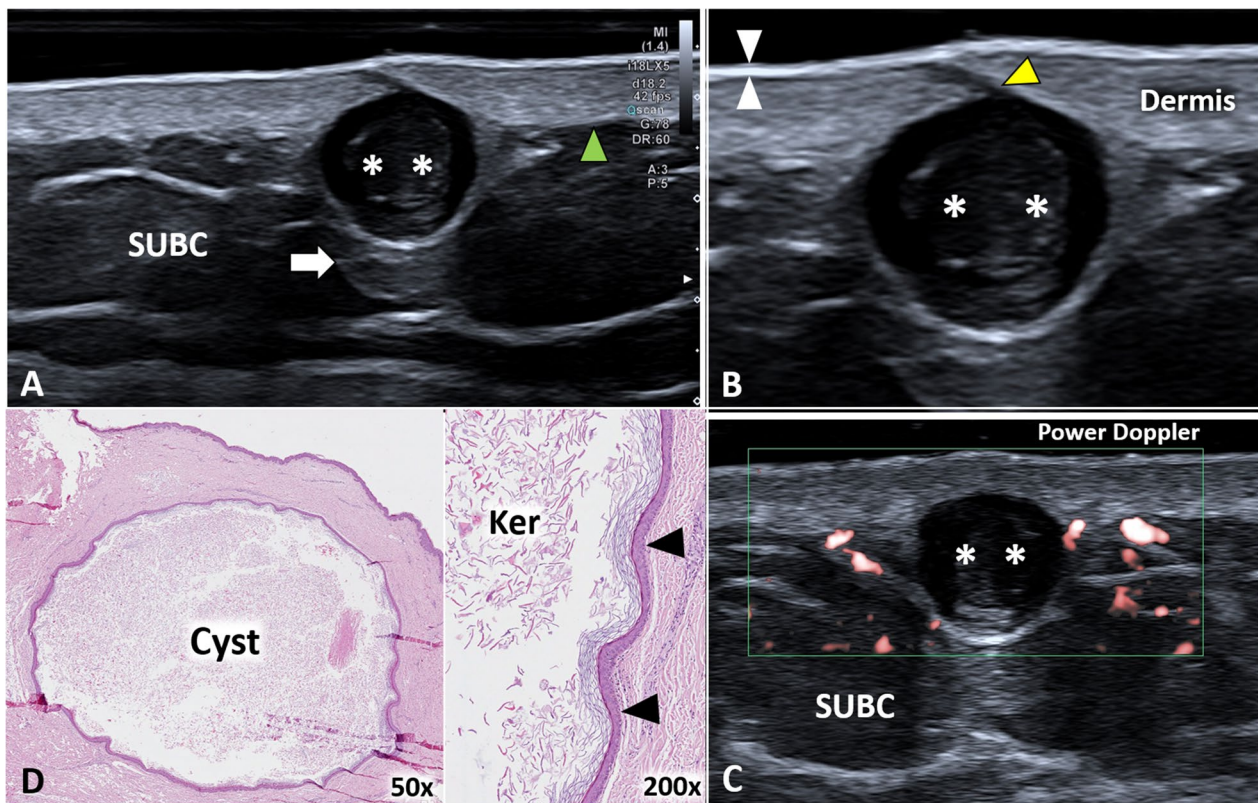 MI
(1.4)
i18LX5
d18.2
42 fps
Qscan
G:78
DR:60
A:3
P:5
* *
SUBC
A
Dermis
* *
B
Cyst
D
50x
Ker
200x
Power Doppler
* *
SUBC
C